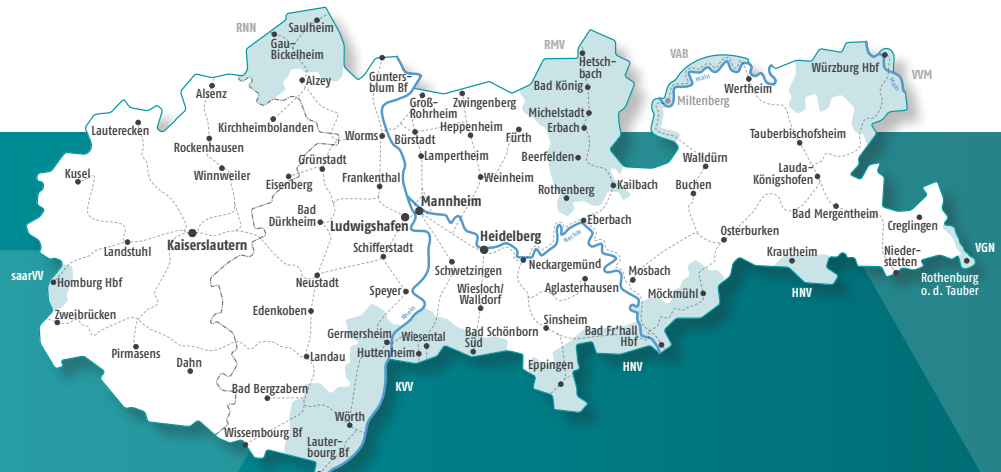 RNN
Saulheim
Gau-
Bickelheim
Alzey
Alsenz
Gunters-
blum Bf
Groß-
Rohrheim
Zwingenberg
RMV
Hetsch-
bach
Bad König
Michelstadt
Erbach
VAB
Main
Miltenberg
Wertheim
Würzburg Hbf
Main
VVM
Lauterecken
Kirchheimbolanden
Rockenhausen
Worms
Bürstadt
Heppenheim
Fürth
Lampertheim
Beerfelden
Tauberbischofsheim
Kusel
Winnweiler
Grünstadt
Eisenberg
Frankenthal
Weinheim
Rothenberg
Kailbach
Walldürn
Buchen
Lauda-
Königshofen
Bad
Dürkheim
Ludwigshafen
Mannheim
Eberbach
Neckar
Bad Mergentheim
Creglingen
Kaiserslautern
Landstuhl
Schifferstadt
Heidelberg
Osterburken
Krautheim
Nieder-
stetten
VGN
Rothenburg
o. d. Tauber
saarVV
Homburg Hbf
Neustadt
Schwetzingen
Neckargemünd
Mosbach
HNV
Zweibrücken
Edenkoben
Speyer
Rhein
Wiesloch/
Walldorf
Aglasterhausen
Möckmühl
Pirmasens
Dahn
Landau
Germersheim
Huttenheim
Wiesental
Bad Schönborn
Süd
Sinsheim
Bad Fr'hall
Hbf
Eppingen
HNV
KVV
Bad Bergzabern
Wörth
Wissembourg Bf
Lauter-
bourg Bf